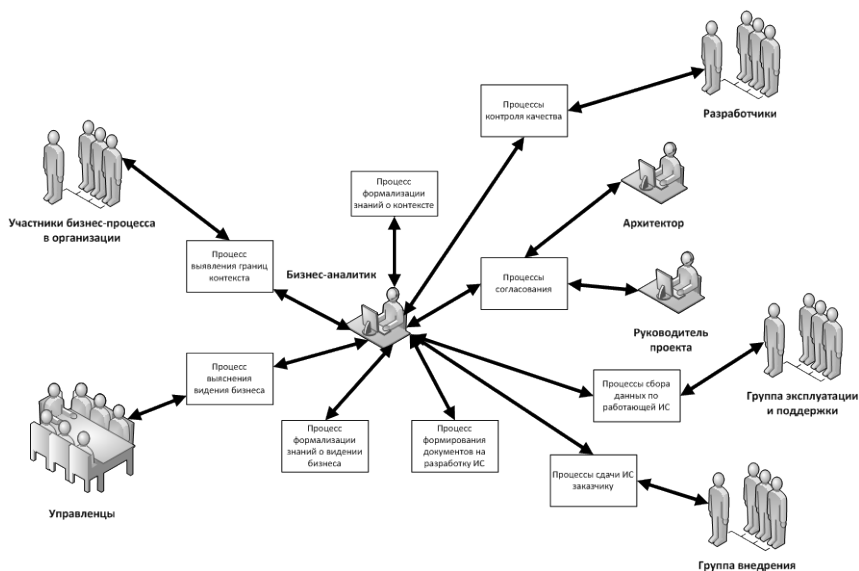 Процессы
контроля качества
Разработчики
Участники бизнес-процесса
в организации
Процесс
формализации
знаний о контексте
Архитектор
Процесс
выявления границ
контекста
Бизнес-аналитик
Процессы
согласования
Руководитель
проекта
Процесс
выяснения
видения бизнеса
Процессы сбора
данных по
работающей ИС
Группа эксплуатации
и поддержки
Процесс
формализации
знаний о видении
бизнеса
Процесс
формирования
документов на
разработку ИС
Процессы сдачи ИС
заказчику
Управленцы
Группа внедрения